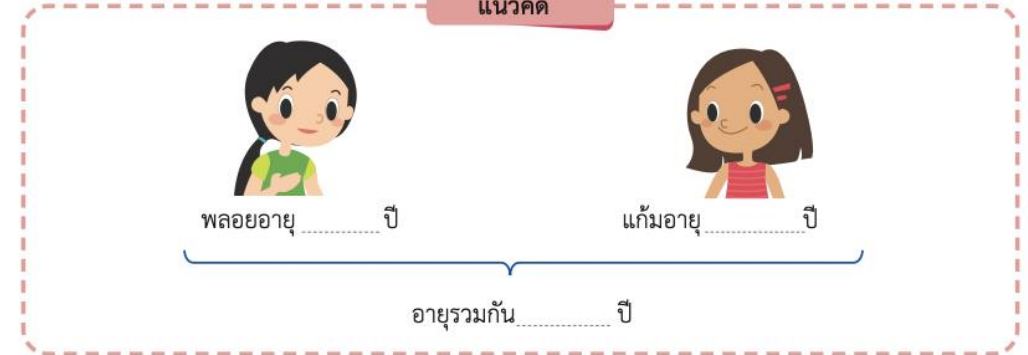 แนวคิด
พลอยอายุ ............. ปี
แก้มอายุ ................ ปี
อายุรวมกัน ............... ปี